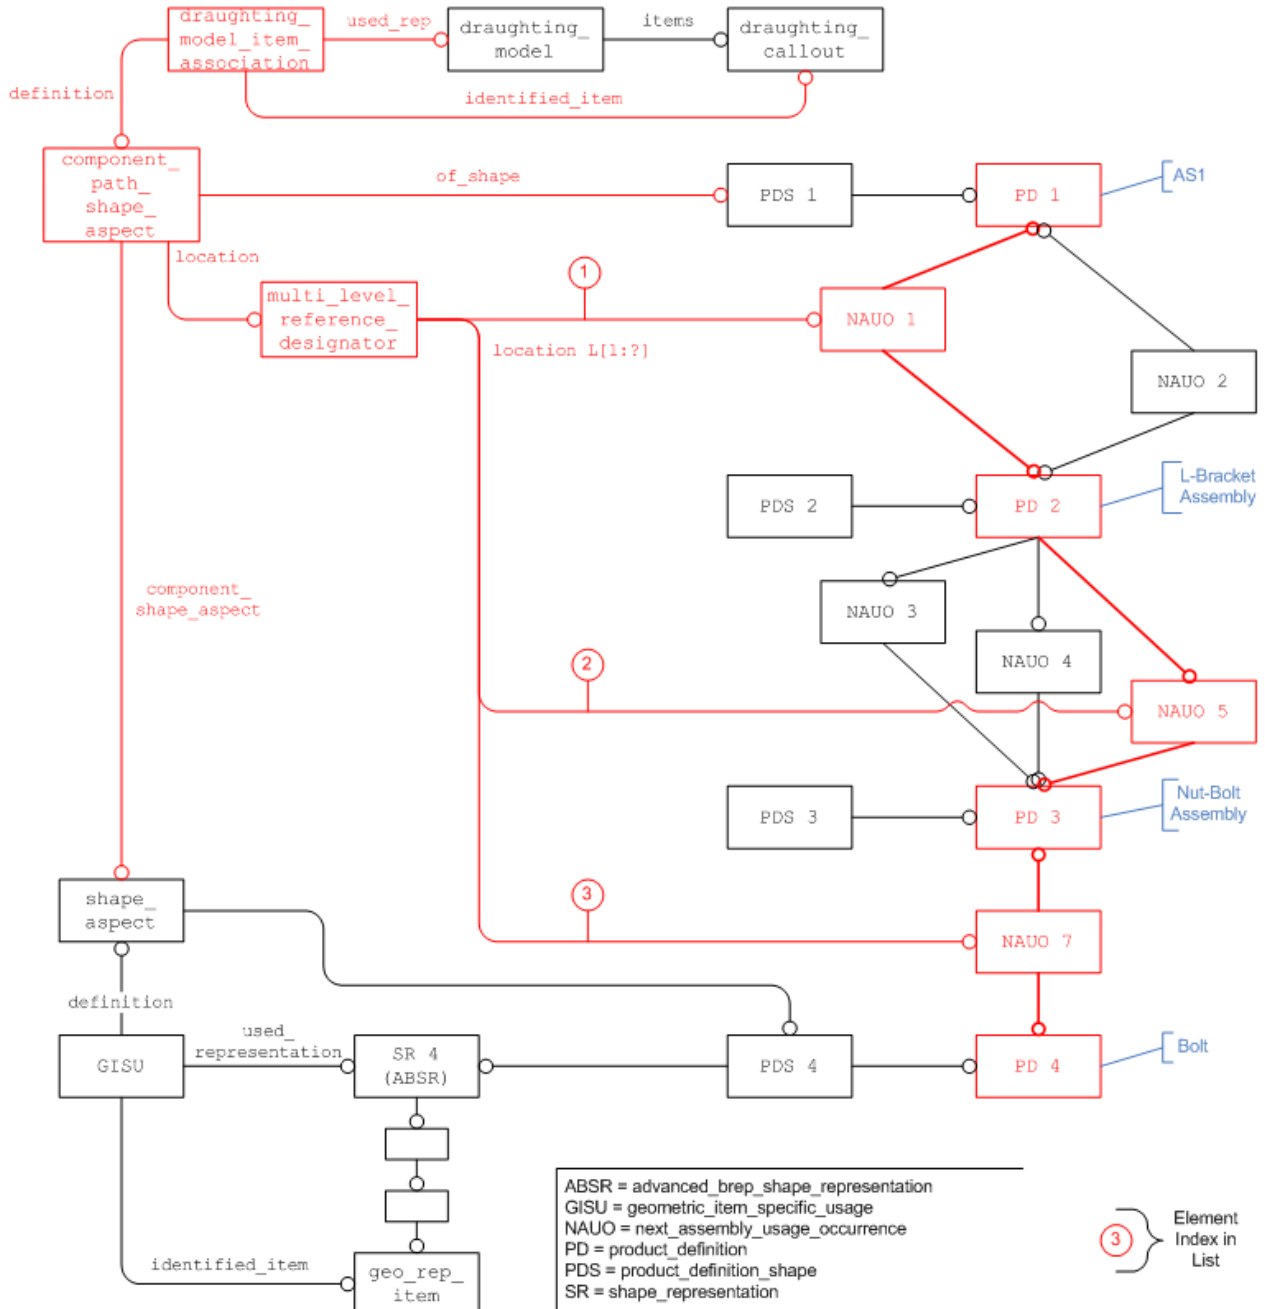 draughting_
model_item_
association
used_rep
draughting_
model
items
draughting_
callout
definition
identified_item
component_
path_
shape_
aspect
of_shape
PDS 1
PD 1
AS1
location
1
multi_level_
reference_
designator
NAUO 1
location L[1:?]
NAUO 2
PDS 2
PD 2
L-Bracket
Assembly
component_
shape_aspect
NAUO 3
NAUO 4
2
NAUO 5
PDS 3
PD 3
Nut-Bolt
Assembly
shape_
aspect
3
NAUO 7
definition
GISU
used_
representation
SR 4
(ABSR)
PDS 4
PD 4
Bolt
identified_item
geo_rep_
item
ABSR = advanced_brep_shape_representation
GISU = geometric_item_specific_usage
NAUO = next_assembly_usage_occurrence
PD = product_definition
PDS = product_definition_shape
SR = shape_representation
3
Element
Index in
List